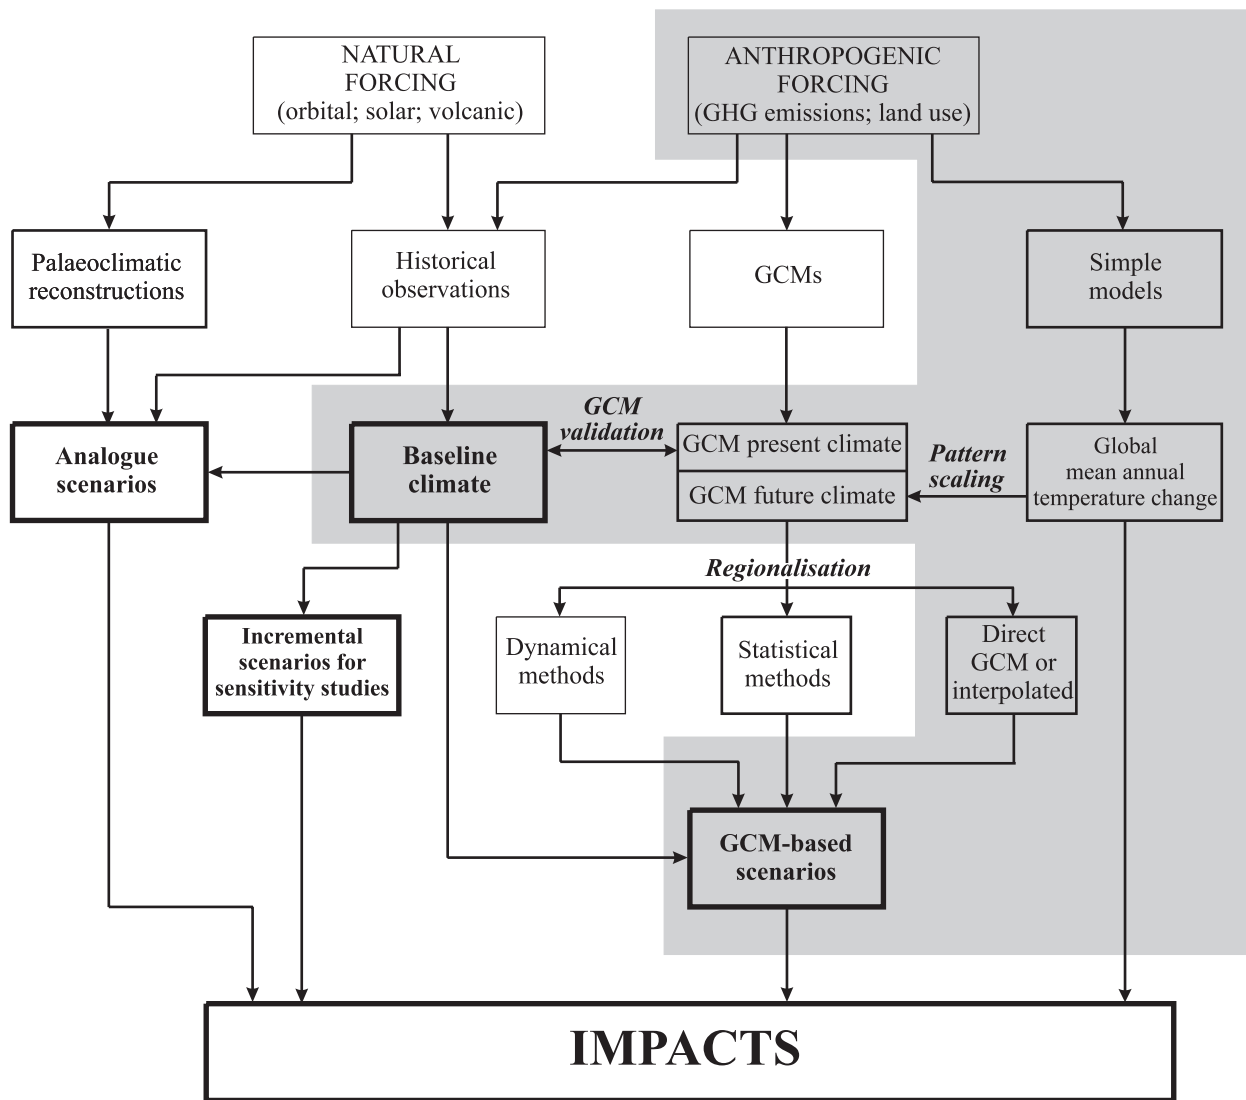 NATURAL
FORCING
(orbital; solar; volcanic)
ANTHROPOGENIC
FORCING
(GHG emissions; land use)
Palaeoclimatic
reconstructions
Historical
observations
GCMs
Simple
models
Analogue
scenarios
Baseline
climate
GCM
validation
GCM present climate
GCM future climate
Pattern
scaling
Global
mean annual
temperature change
Regionalisation
Incremental
scenarios for
sensitivity studies
Dynamical
methods
Statistical
methods
Direct
GCM or
interpolated
GCM-based
scenarios
IMPACTS